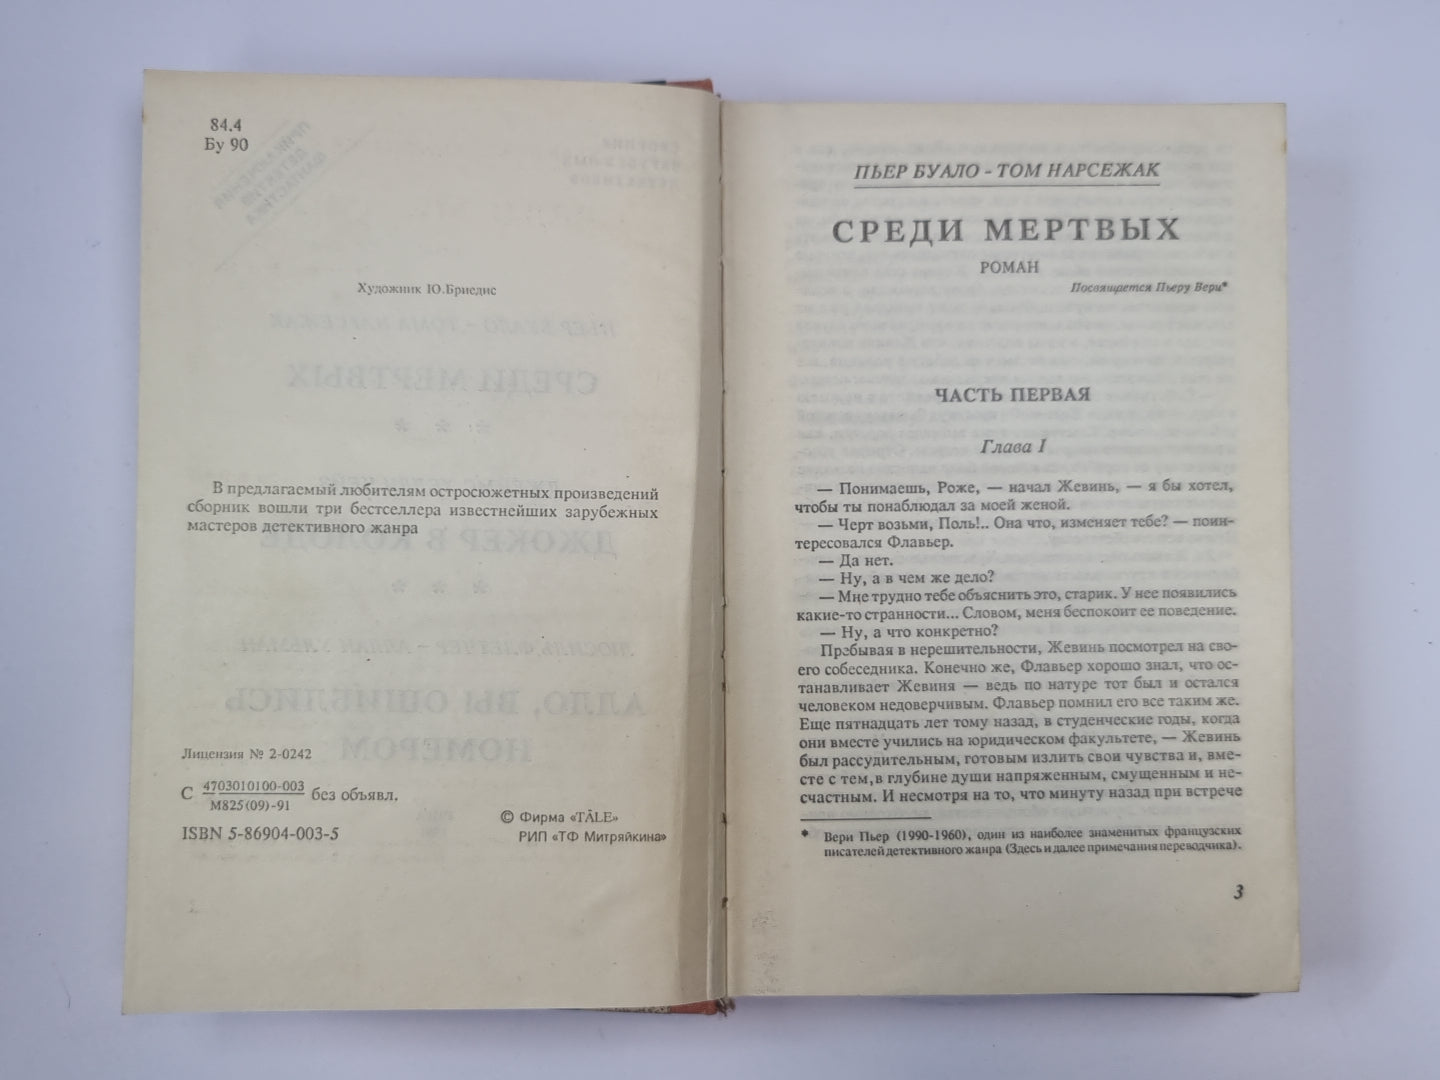 84.4
Бу 90
Художник Ю.Бриедис
В предлагаемый любителям остросюжетных произведений
сборник вошли три бестселлера известнейших зарубежных
мастеров детективного жанра
Лицензия № 2-0242
С 4703010100-003 без объявл.
М825(09)-91
ISBN 5-86904-003-5
© Фирма «TĀLE»
РИП «ТФ Митряйкина»
ПЬЕР БУАЛО - ТОМ НАРСЕЖАК
СРЕДИ МЕРТВЫХ
РОМАН
Посвящается Пьеру Вери*
ЧАСТЬ ПЕРВАЯ
Глава I
— Понимаешь, Роже, — начал Жевинь, — я бы хотел,
чтобы ты понаблюдал за моей женой.
— Черт возьми, Поль!.. Она что, изменяет тебе? — поин-
тересовался Флавьер.
— Да нет.
— Ну, а в чем же дело?
— Мне трудно тебе объяснить это, старик. У нее появились
какие-то странности... Словом, меня беспокоит ее поведение.
— Ну, а что конкретно?
Пребывая в нерешительности, Жевинь посмотрел на сво-
его собеседника. Конечно же, Флавьер хорошо знал, что ос-
танавливает Жевиня — ведь по натуре тот был и остался
человеком недоверчивым. Флавьер помнил его все таким же.
Еще пятнадцать лет тому назад, в студенческие годы, когда
они вместе учились на юридическом факультете, — Жевинь
был рассудительным, готовым излить свои чувства и, вме-
сте с тем, в глубине души напряженным, смущенным и не-
счастным. И несмотря на то, что минуту назад при встрече
* Вери Пьер (1990-1960), один из наиболее знаменитых французских
писателей детективного жанра (Здесь и далее примечания переводчика).
3